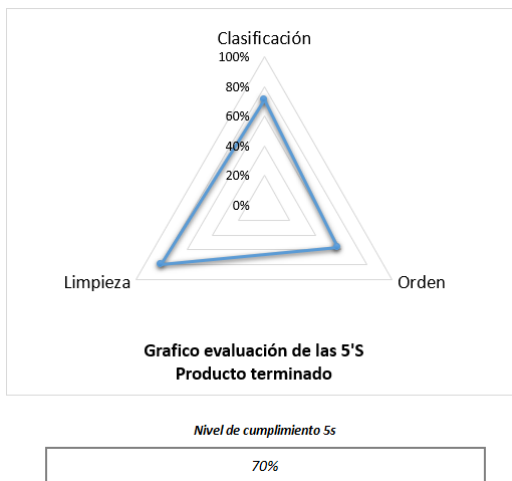 Clasificación
100%
80%
60%
40%
20%
0%
Limpieza
Orden
Grafico evaluación de las 5'S
Producto terminado
Nivel de cumplimiento 5s
70%